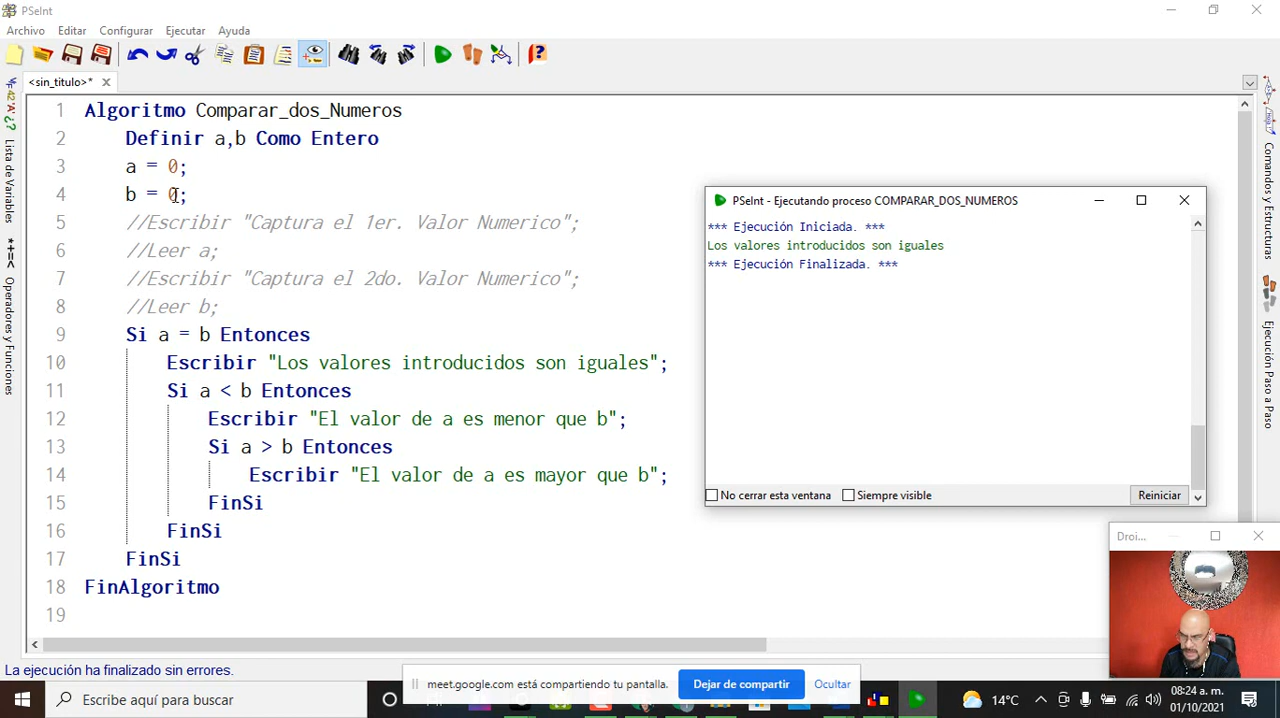 PSeInt
Archivo Editar Configurar Ejecutar Ayuda
<sin_titulo>*
1 Algoritmo Comparar_dos_Numeros
2 Definir a,b Como Entero
3 a = 0;
4 b = 0;
5 //Escribir "Captura el 1er. Valor Numerico";
6 //Leer a;
7 //Escribir "Captura el 2do. Valor Numerico";
8 //Leer b;
9 Si a = b Entonces
10 Escribir "Los valores introducidos son iguales";
11 Si a < b Entonces
12 Escribir "El valor de a es menor que b";
13 Si a > b Entonces
14 Escribir "El valor de a es mayor que b";
15 FinSi
16 FinSi
17 FinSi
18 FinAlgoritmo
19
Lista de Variables
Operadores y Funciones
Comandos y Estructuras
Ejecución Paso a Paso
PSeInt - Ejecutando proceso COMPARAR_DOS_NUMEROS
*** Ejecución Iniciada. ***
Los valores introducidos son iguales
*** Ejecución Finalizada. ***
No cerrar esta ventana Siempre visible Reiniciar
Droi...
La ejecución ha finalizado sin errores.
meet.google.com está compartiendo tu pantalla. Dejar de compartir Ocultar
Escribe aquí para buscar
14°C
08:24 a. m.
01/10/2021